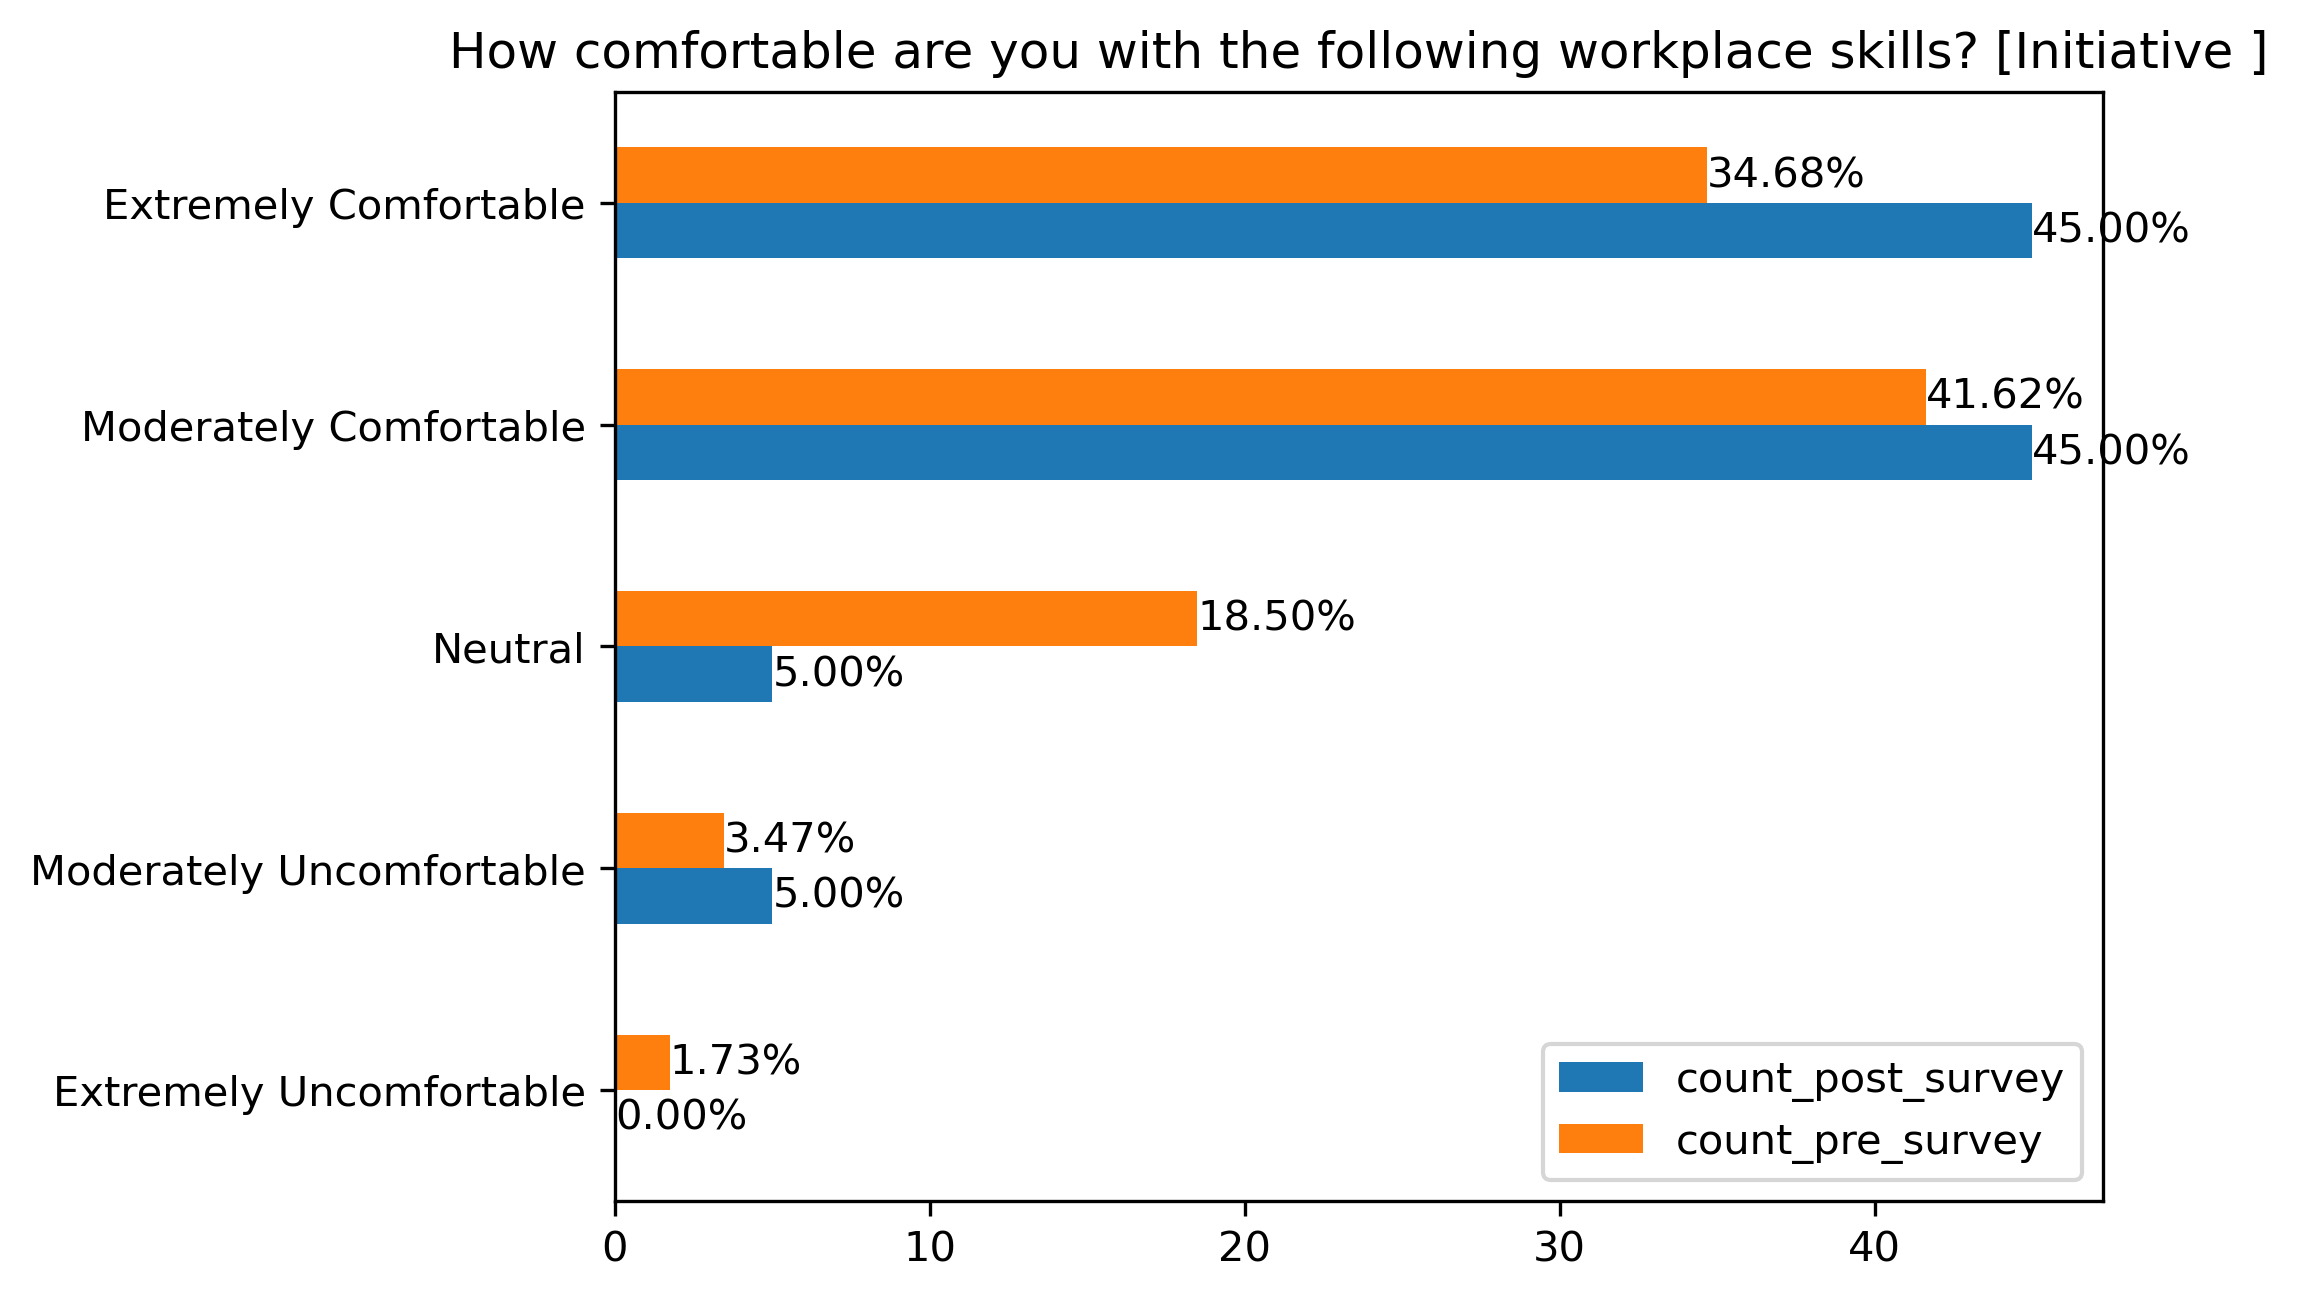 How comfortable are you with the following workplace skills? [Initiative ]
Extremely Comfortable
34.68%
45.00%
Moderately Comfortable
41.62%
45.00%
Neutral
18.50%
5.00%
Moderately Uncomfortable
3.47%
5.00%
Extremely Uncomfortable
1.73%
0.00%
count_post_survey
count_pre_survey
0 10 20 30 40